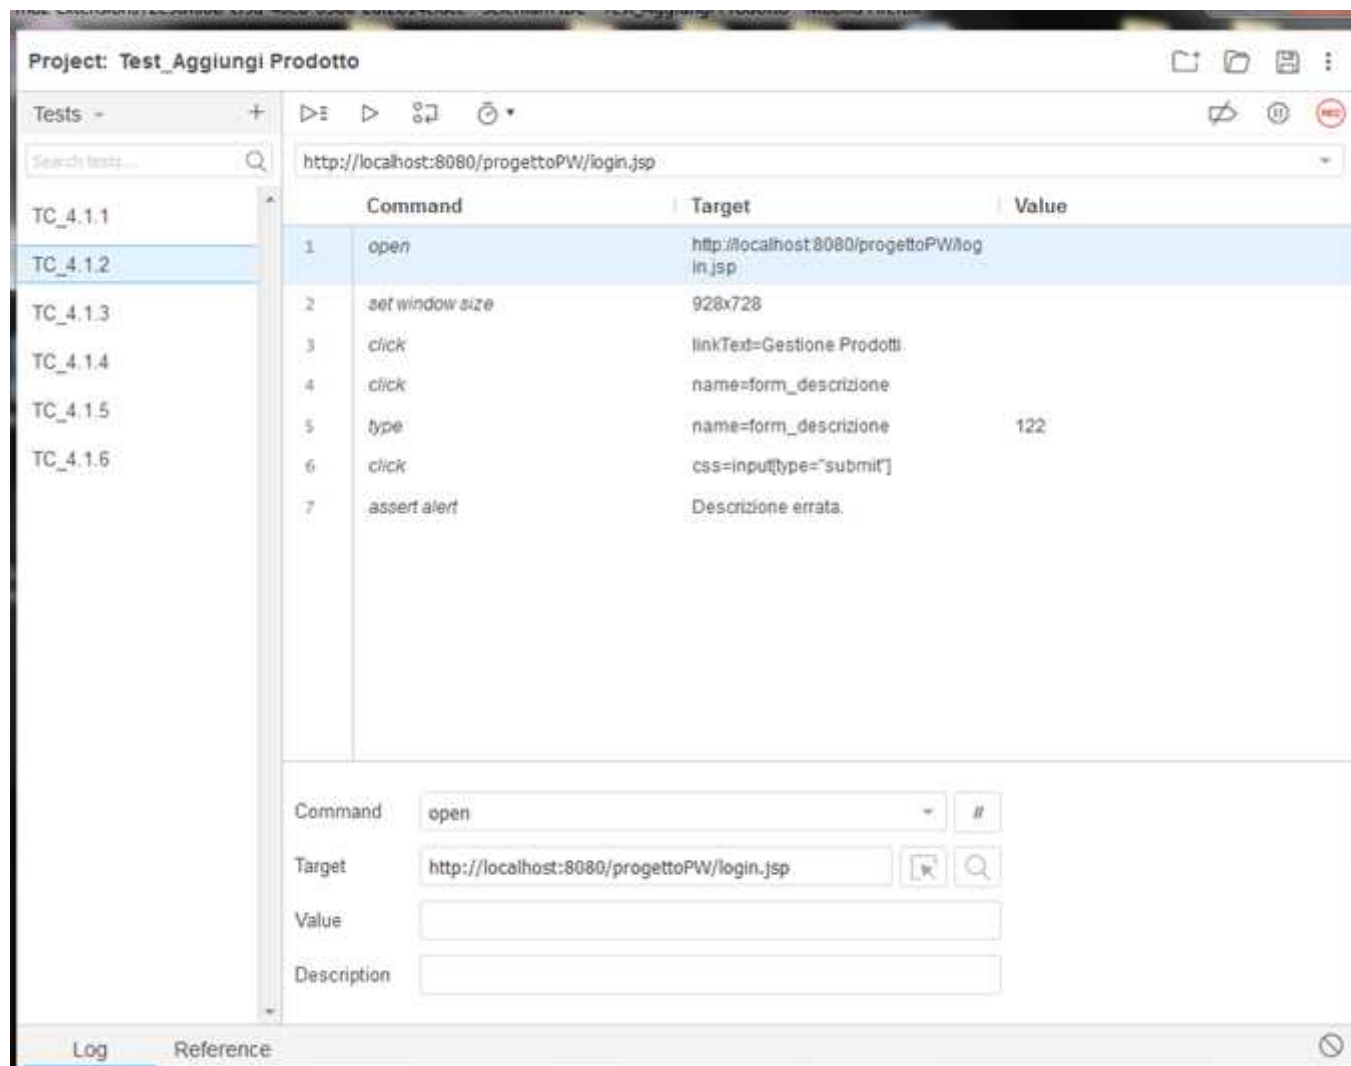 Project: Test_Aggiungi Prodotto
Tests
Search tests...
http://localhost:8080/progettoPW/login.jsp
REC
TC_4.1.1
TC_4.1.2
TC_4.1.3
TC_4.1.4
TC_4.1.5
TC_4.1.6
Command Target Value
1 open http://localhost:8080/progettoPW/log
in.jsp
2 set window size 928x728
3 click linkText=Gestione Prodotti
4 click name=form_descrizione
5 type name=form_descrizione 122
6 click css=input[type="submit"]
7 assert alert Descrizione errata.
Command open //
Target http://localhost:8080/progettoPW/login.jsp
Value
Description
Log Reference